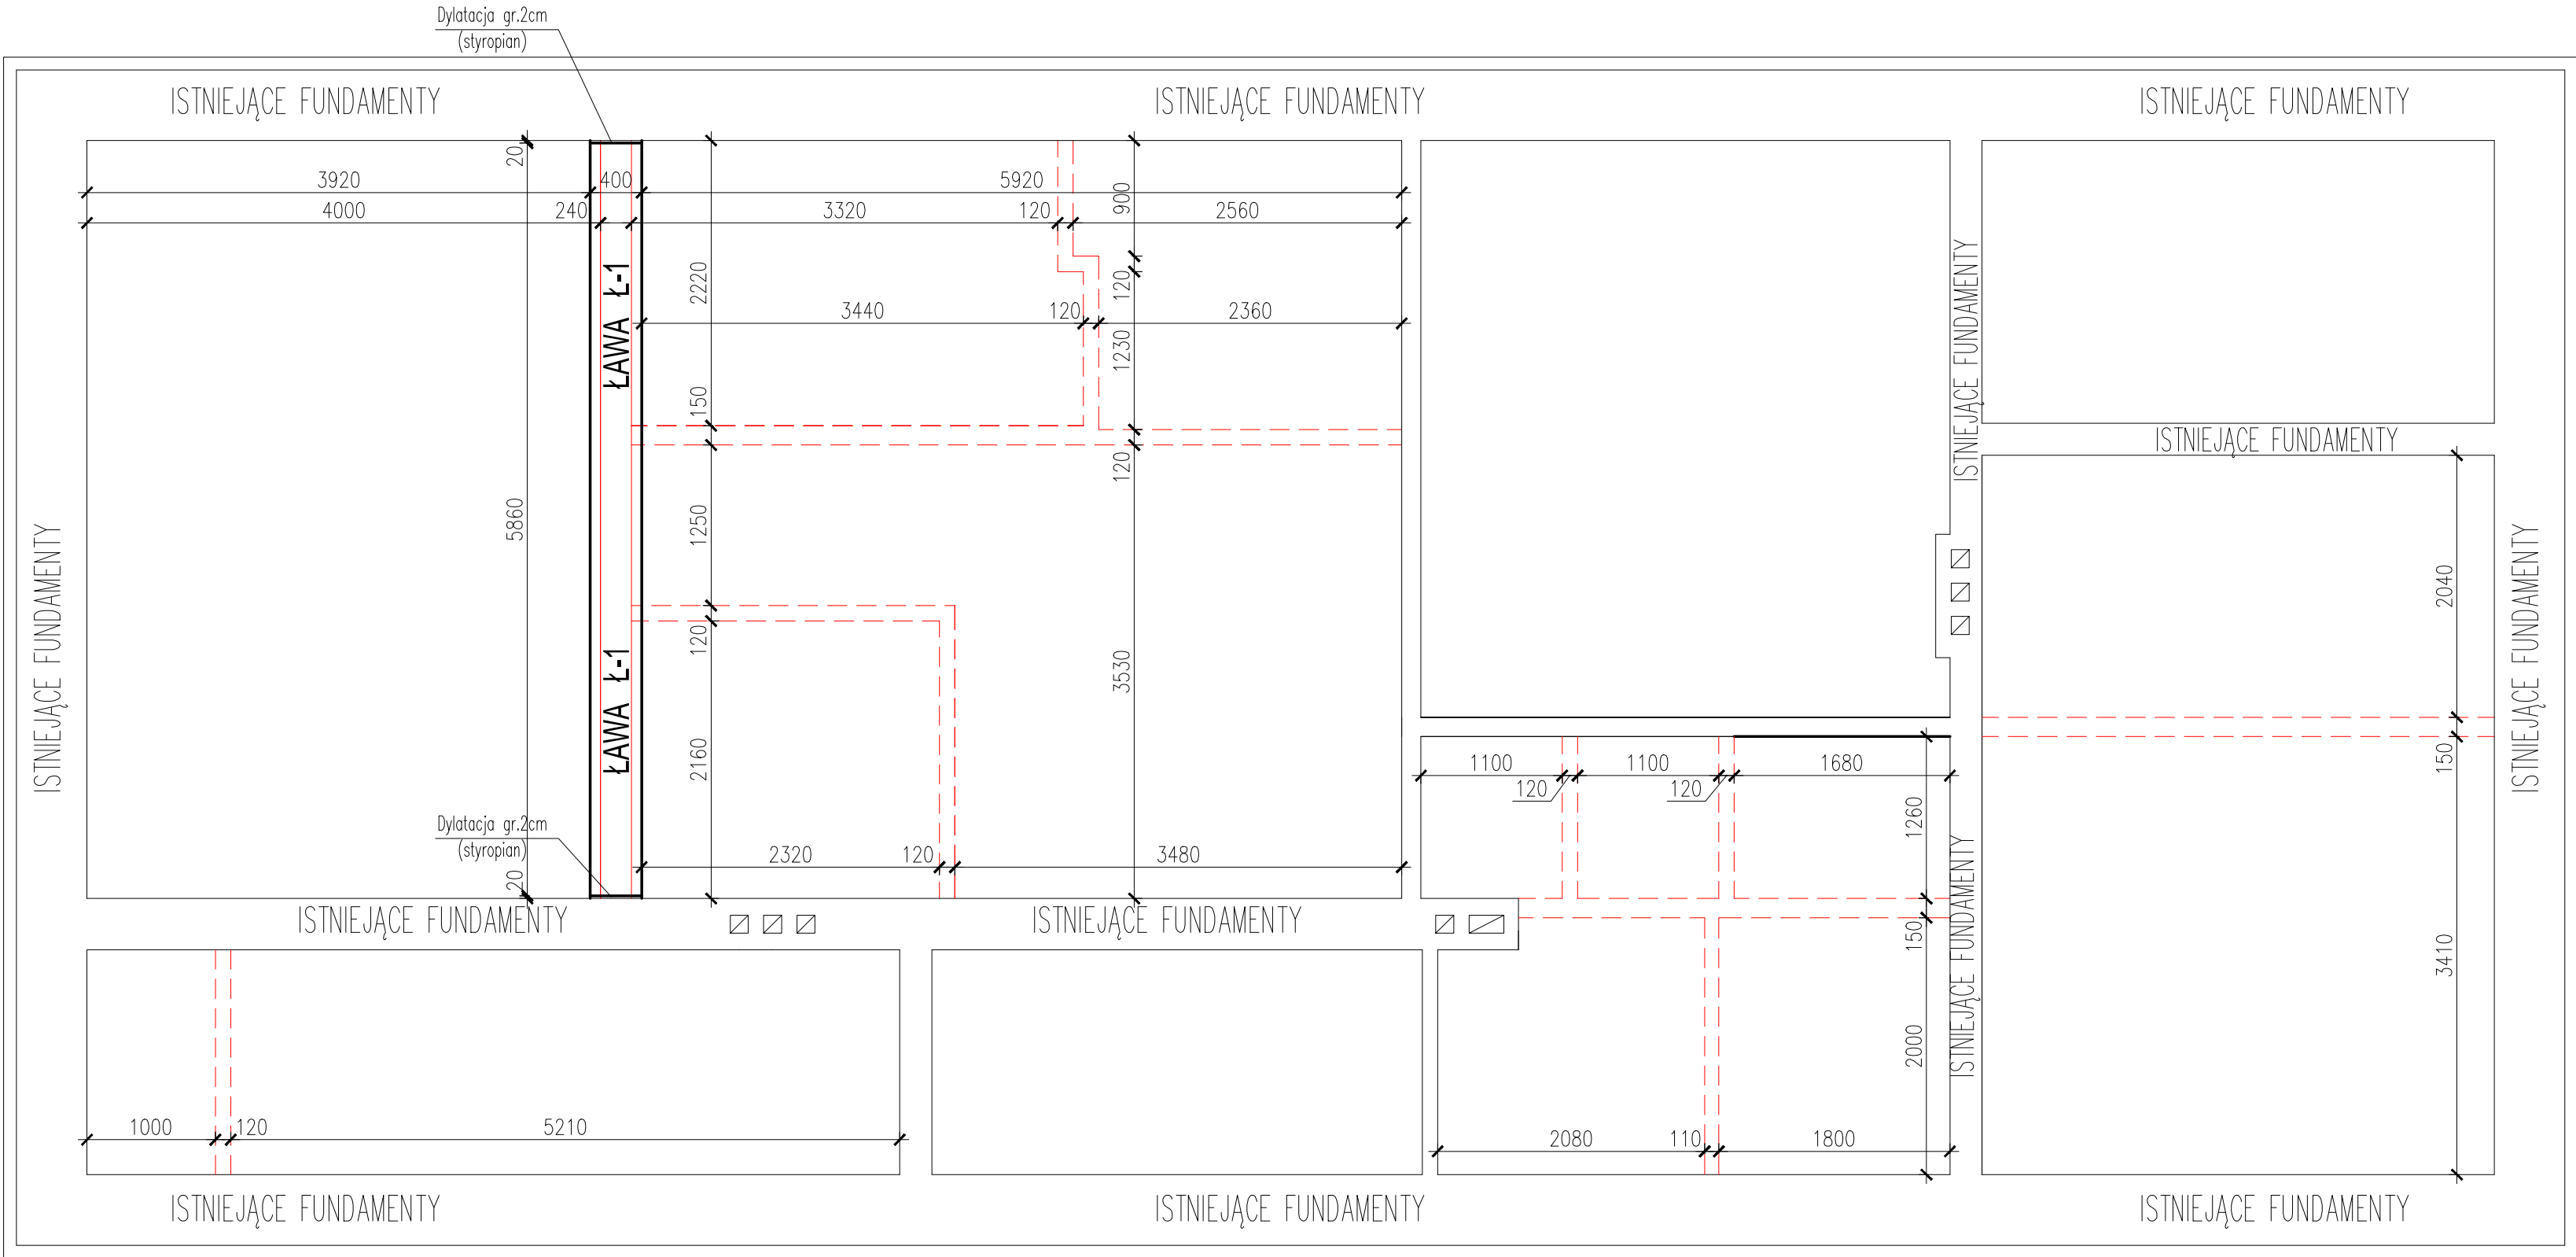 Dylatacja gr.2cm
(styropian)
ISTNIEJĄCE FUNDAMENTY
ISTNIEJĄCE FUNDAMENTY
ISTNIEJĄCE FUNDAMENTY
20
3920
400
5920
4000
240
3320
120
2560
900
2220
ŁAWA Ł-1
120
3440
120
2360
1230
150
120
ISTNIEJĄCE FUNDAMENTY
ISTNIEJĄCE FUNDAMENTY
5860
1250
2040
ISTNIEJĄCE FUNDAMENTY
ISTNIEJĄCE FUNDAMENTY
120
3530
ŁAWA Ł-1
2160
1100
1100
1680
120
120
150
1260
Dylatacja gr.2cm
(styropian)
2320
120
3480
20
ISTNIEJĄCE FUNDAMENTY
ISTNIEJĄCE FUNDAMENTY
150
ISTNIEJĄCE FUNDAMENTY
3410
2000
1000
120
5210
2080
110
1800
ISTNIEJĄCE FUNDAMENTY
ISTNIEJĄCE FUNDAMENTY
ISTNIEJĄCE FUNDAMENTY